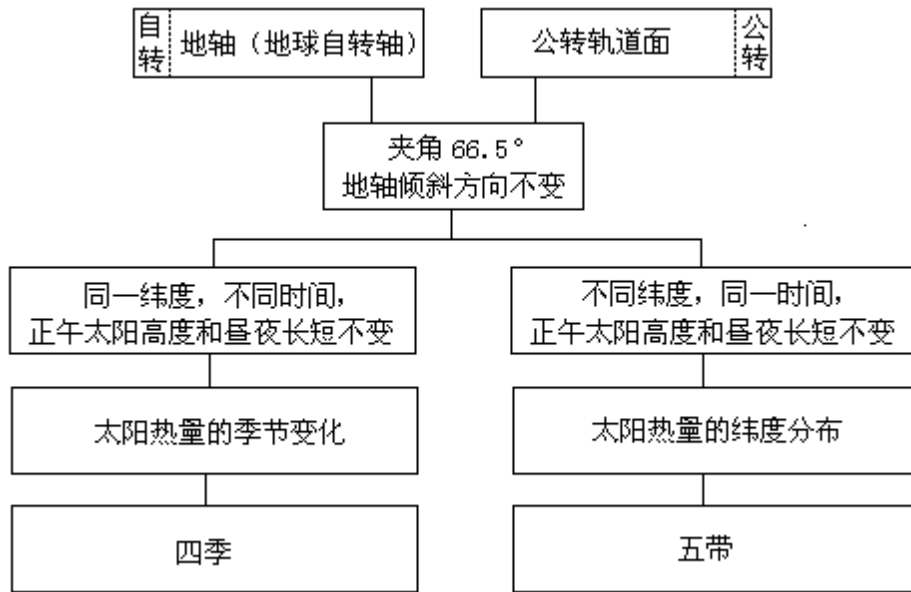 自转
地轴（地球自转轴）
公转轨道面
公转
夹角 66.5°
地轴倾斜方向不变
同一纬度，不同时间，
正午太阳高度和昼夜长短不变
不同纬度，同一时间，
正午太阳高度和昼夜长短不变
太阳热量的季节变化
太阳热量的纬度分布
四季
五带